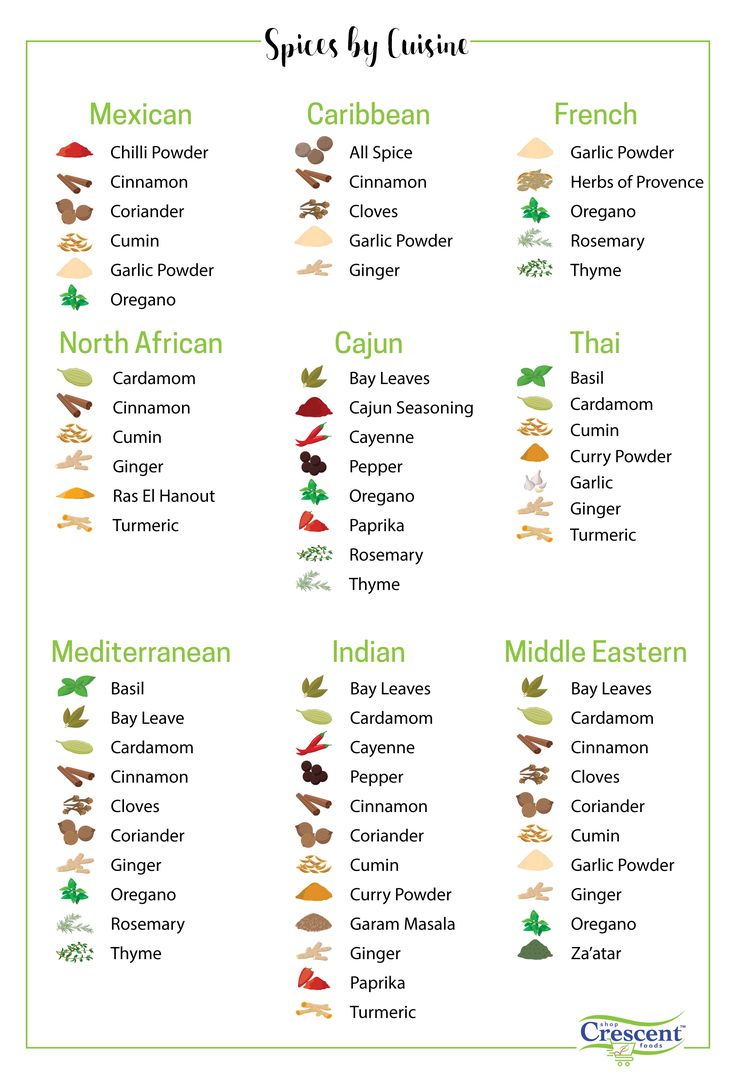 Spices by Cuisine
Mexican
Chilli Powder
Cinnamon
Coriander
Cumin
Garlic Powder
Oregano
Caribbean
All Spice
Cinnamon
Cloves
Garlic Powder
Ginger
French
Garlic Powder
Herbs of Provence
Oregano
Rosemary
Thyme
North African
Cardamom
Cinnamon
Cumin
Ginger
Ras El Hanout
Turmeric
Cajun
Bay Leaves
Cajun Seasoning
Cayenne
Pepper
Oregano
Paprika
Rosemary
Thyme
Thai
Basil
Cardamom
Cumin
Curry Powder
Garlic
Ginger
Turmeric
Mediterranean
Basil
Bay Leave
Cardamom
Cinnamon
Cloves
Coriander
Ginger
Oregano
Rosemary
Thyme
Indian
Bay Leaves
Cardamom
Cayenne
Pepper
Cinnamon
Coriander
Cumin
Curry Powder
Garam Masala
Ginger
Paprika
Turmeric
Middle Eastern
Bay Leaves
Cardamom
Cinnamon
Cloves
Coriander
Cumin
Garlic Powder
Ginger
Oregano
Za’atar
shop
Crescent™
foods